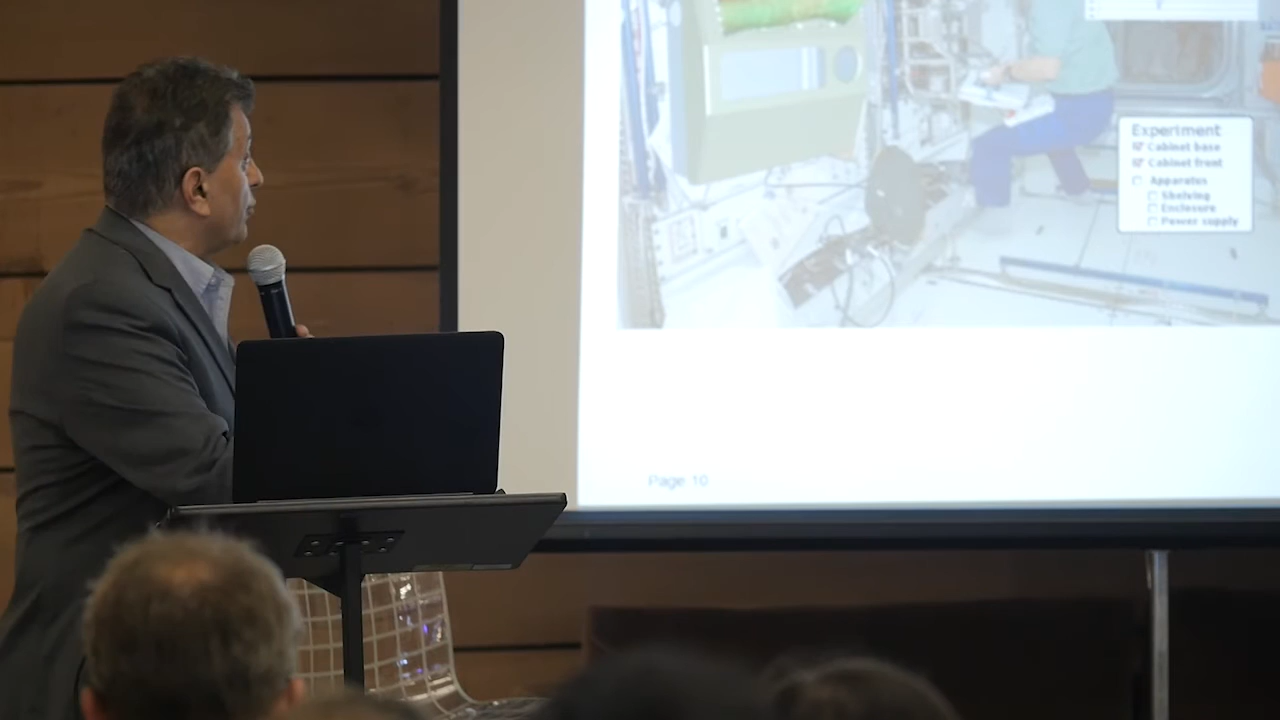 Experiment:
Cabinet base
Cabinet front
Apparatus
Shelving
Enclosure
Power supply
Page 10